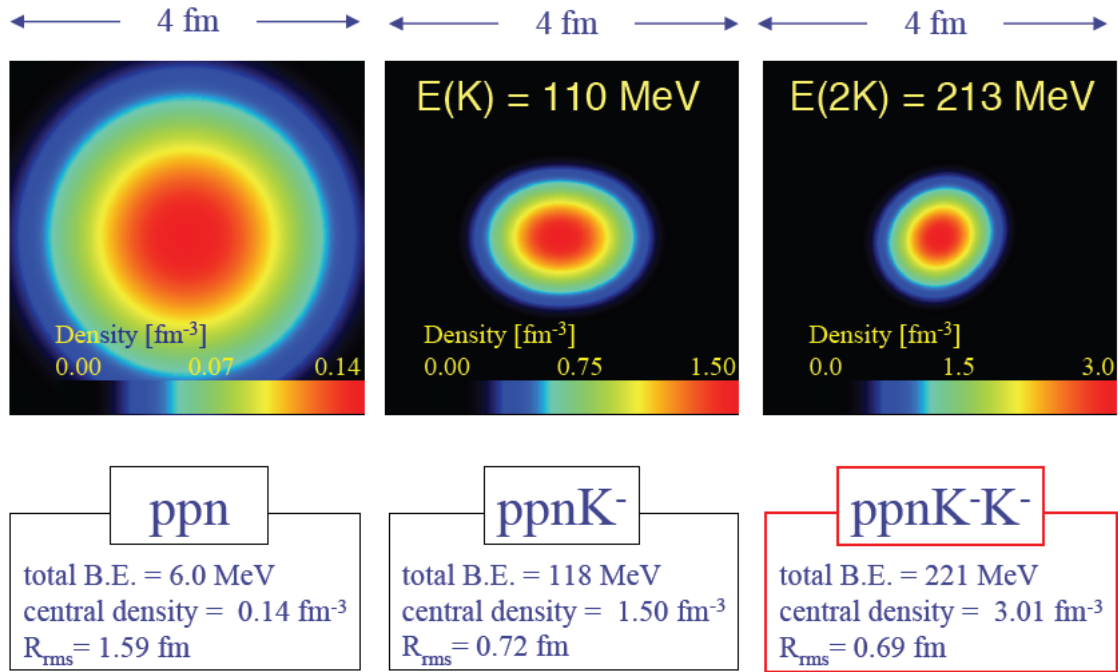 4 fm
4 fm
4 fm
E(K) = 110 MeV
E(2K) = 213 MeV
Density [fm⁻³]
0.00 0.07 0.14
Density [fm⁻³]
0.00 0.75 1.50
Density [fm⁻³]
0.0 1.5 3.0
ppn
total B.E. = 6.0 MeV
central density = 0.14 fm⁻³
R_rms= 1.59 fm
ppnK⁻
total B.E. = 118 MeV
central density = 1.50 fm⁻³
R_rms= 0.72 fm
ppnK⁻K⁻
total B.E. = 221 MeV
central density = 3.01 fm⁻³
R_rms= 0.69 fm